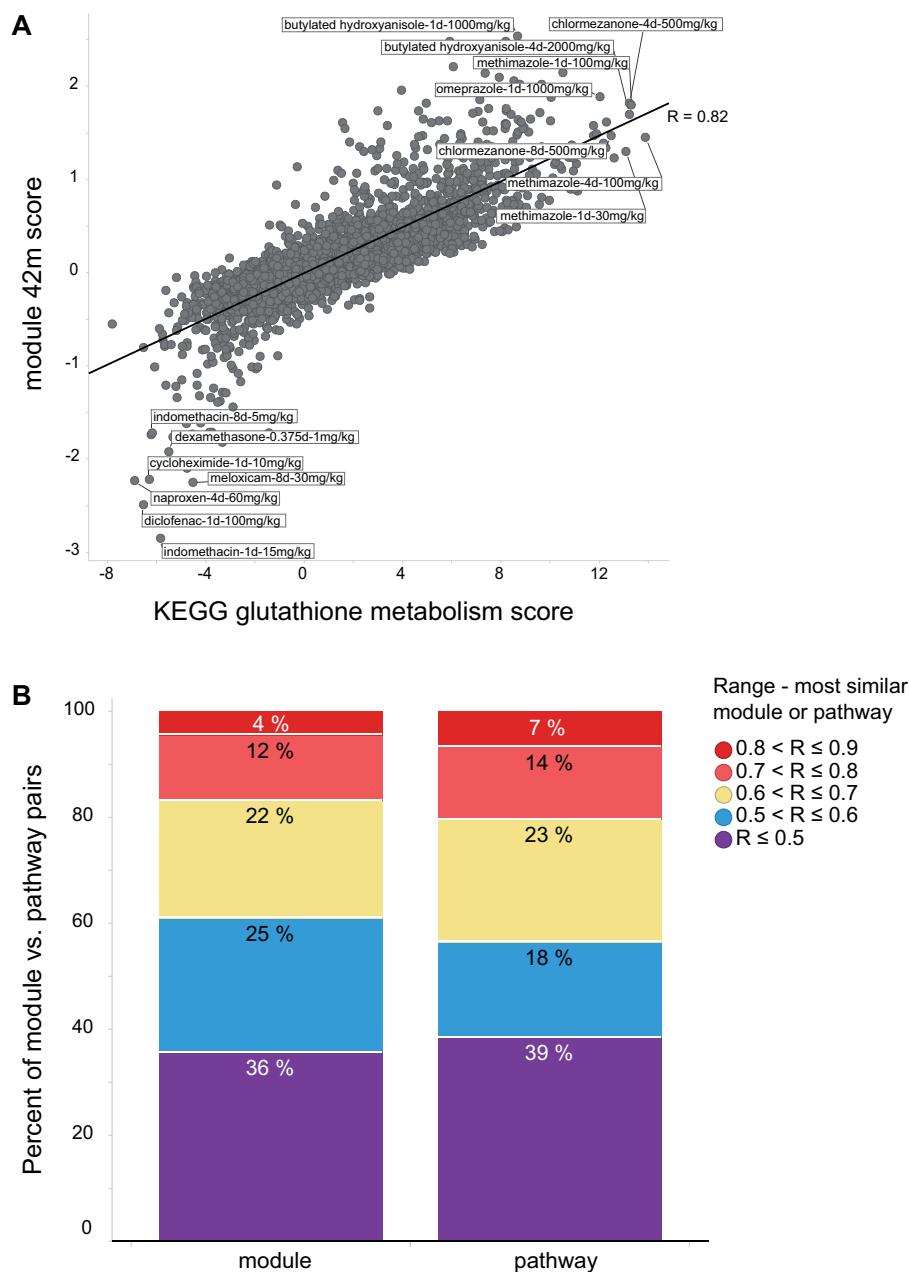 A
butylated hydroxyanisole-1d-1000mg/kg
chlormezanone-4d-500mg/kg
butylated hydroxyanisole-4d-2000mg/kg
methimazole-1d-100mg/kg
omeprazole-1d-1000mg/kg
R = 0.82
chlormezanone-8d-500mg/kg
methimazole-4d-100mg/kg
methimazole-1d-30mg/kg
module 42m score
2
1
0
-1
-2
-3
indomethacin-8d-5mg/kg
dexamethasone-0.375d-1mg/kg
cycloheximide-1d-10mg/kg
meloxicam-8d-30mg/kg
naproxen-4d-60mg/kg
diclofenac-1d-100mg/kg
indomethacin-1d-15mg/kg
-8 -4 0 4 8 12
KEGG glutathione metabolism score
B
Percent of module vs. pathway pairs
100
80
60
40
20
0
4 %
12 %
22 %
25 %
36 %
7 %
14 %
23 %
18 %
39 %
module pathway
Range - most similar
module or pathway
0.8 < R ≤ 0.9
0.7 < R ≤ 0.8
0.6 < R ≤ 0.7
0.5 < R ≤ 0.6
R ≤ 0.5